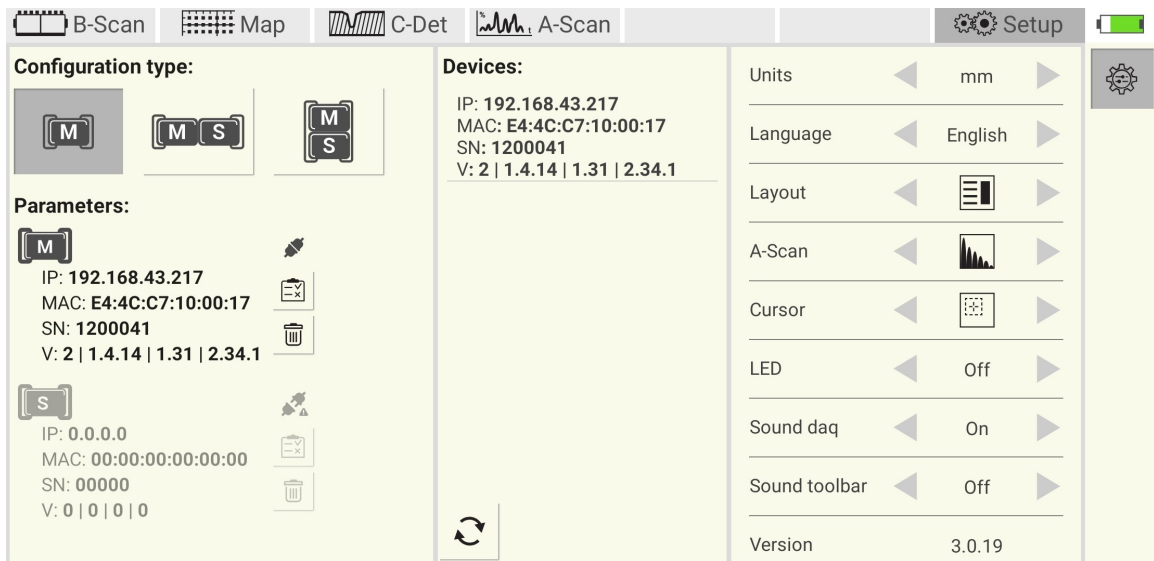 B-Scan
Map
C-Det
% t A-Scan
Setup
Configuration type:
M
M S
M
S
Parameters:
M
IP: 192.168.43.217
MAC: E4:4C:C7:10:00:17
SN: 1200041
V: 2 | 1.4.14 | 1.31 | 2.34.1
S
IP: 0.0.0.0
MAC: 00:00:00:00:00:00
SN: 00000
V: 0 | 0 | 0 | 0
Devices:
IP: 192.168.43.217
MAC: E4:4C:C7:10:00:17
SN: 1200041
V: 2 | 1.4.14 | 1.31 | 2.34.1
Units mm
Language English
Layout
A-Scan
Cursor
LED Off
Sound daq On
Sound toolbar Off
Version 3.0.19